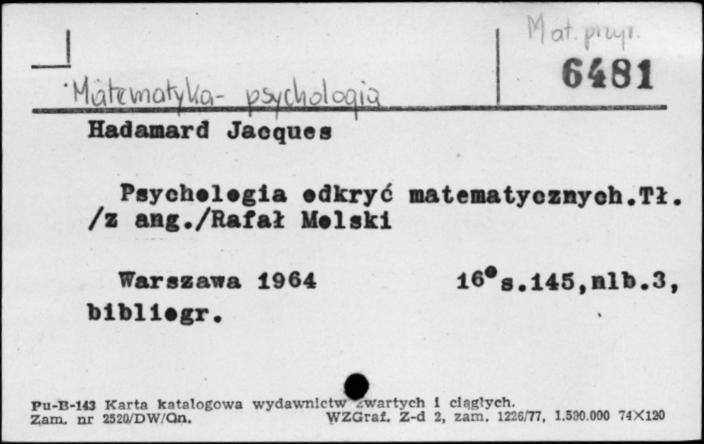 Mat. przyr.
6481
Matematyka - psychologia
Hadamard Jacques
Psychologia odkryć matematycznych.Tł.
/z ang./Rafał Molski
Warszawa 1964 16° s.145,nlb.3,
bibliogr.
Pu-B-143 Karta katalogowa wydawnictw zwartych i ciągłych.
Zam. nr 2520/DW/Qn. WZGraf. Z-d 2, zam. 1226/77, 1.500.000 74X120